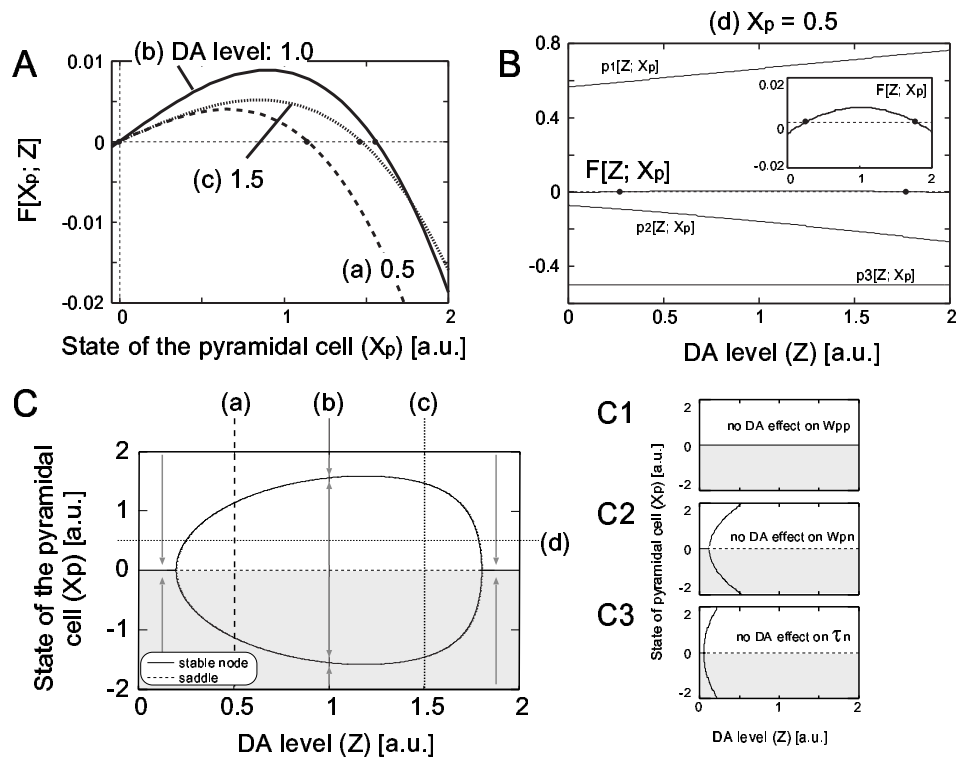 A
(b) DA level: 1.0
0.01
0
-0.01
-0.02
F[Xp; Z]
(c) 1.5
(a) 0.5
0 1 2
State of the pyramidal cell (Xp) [a.u.]
B
(d) Xp = 0.5
0.8
0.4
0
-0.4
p1[Z; Xp]
F[Z; Xp]
0.02
0
-0.02
0 1 2
F[Z; Xp]
p2[Z; Xp]
p3[Z; Xp]
0 0.5 1 1.5 2
DA level (Z) [a.u.]
C
(a) (b) (c)
(d)
2
1
0
-1
-2
State of the pyramidal
cell (Xp) [a.u.]
stable node
saddle
0 0.5 1 1.5 2
DA level (Z) [a.u.]
C1
2
0
-2
no DA effect on Wpp
C2
2
0
-2
no DA effect on Wpn
C3
2
0
-2
no DA effect on τn
State of pyramidal cell (Xp) [a.u.]
0 0.5 1 1.5 2
DA level (Z) [a.u.]